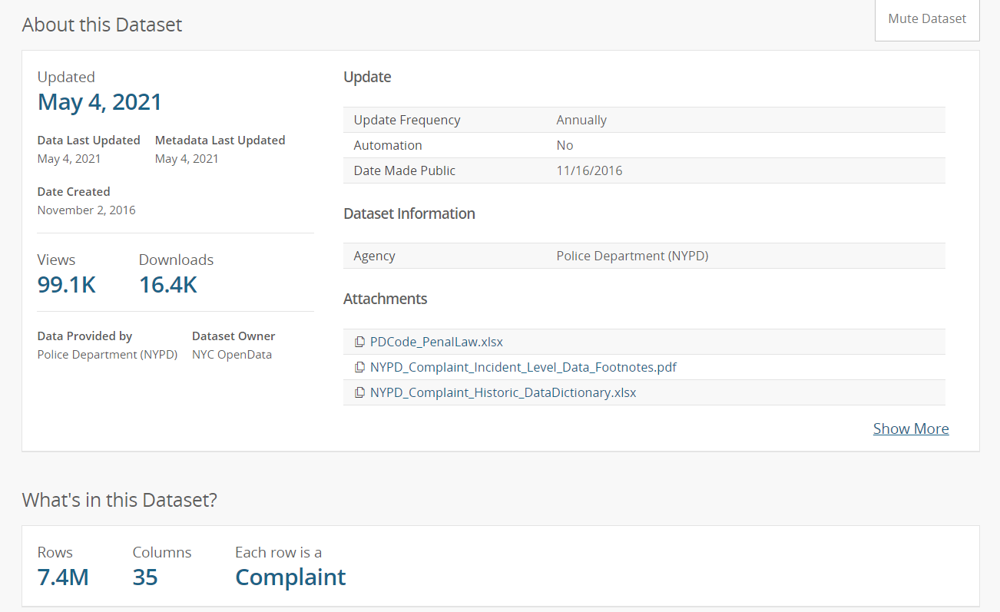 About this Dataset
Mute Dataset
Updated
May 4, 2021
Data Last Updated Metadata Last Updated
May 4, 2021 May 4, 2021
Date Created
November 2, 2016
Views Downloads
99.1K 16.4K
Data Provided by Dataset Owner
Police Department (NYPD) NYC OpenData
Update
Update Frequency Annually
Automation No
Date Made Public 11/16/2016
Dataset Information
Agency Police Department (NYPD)
Attachments
PDCode_PenalLaw.xlsx
NYPD_Complaint_Incident_Level_Data_Footnotes.pdf
NYPD_Complaint_Historic_DataDictionary.xlsx
Show More
What's in this Dataset?
Rows Columns Each row is a
7.4M 35 Complaint